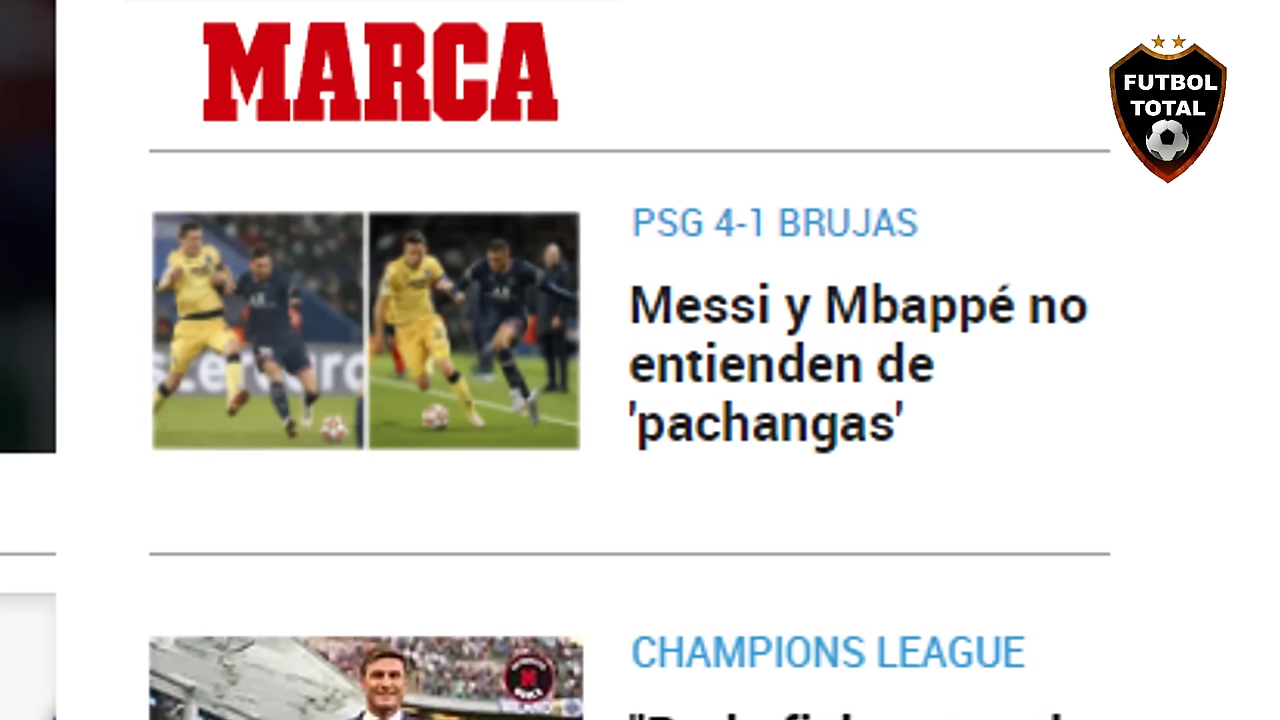 MARCA
FUTBOL
TOTAL
PSG 4-1 BRUJAS
Messi y Mbappé no
entienden de
'pachangas'
CHAMPIONS LEAGUE